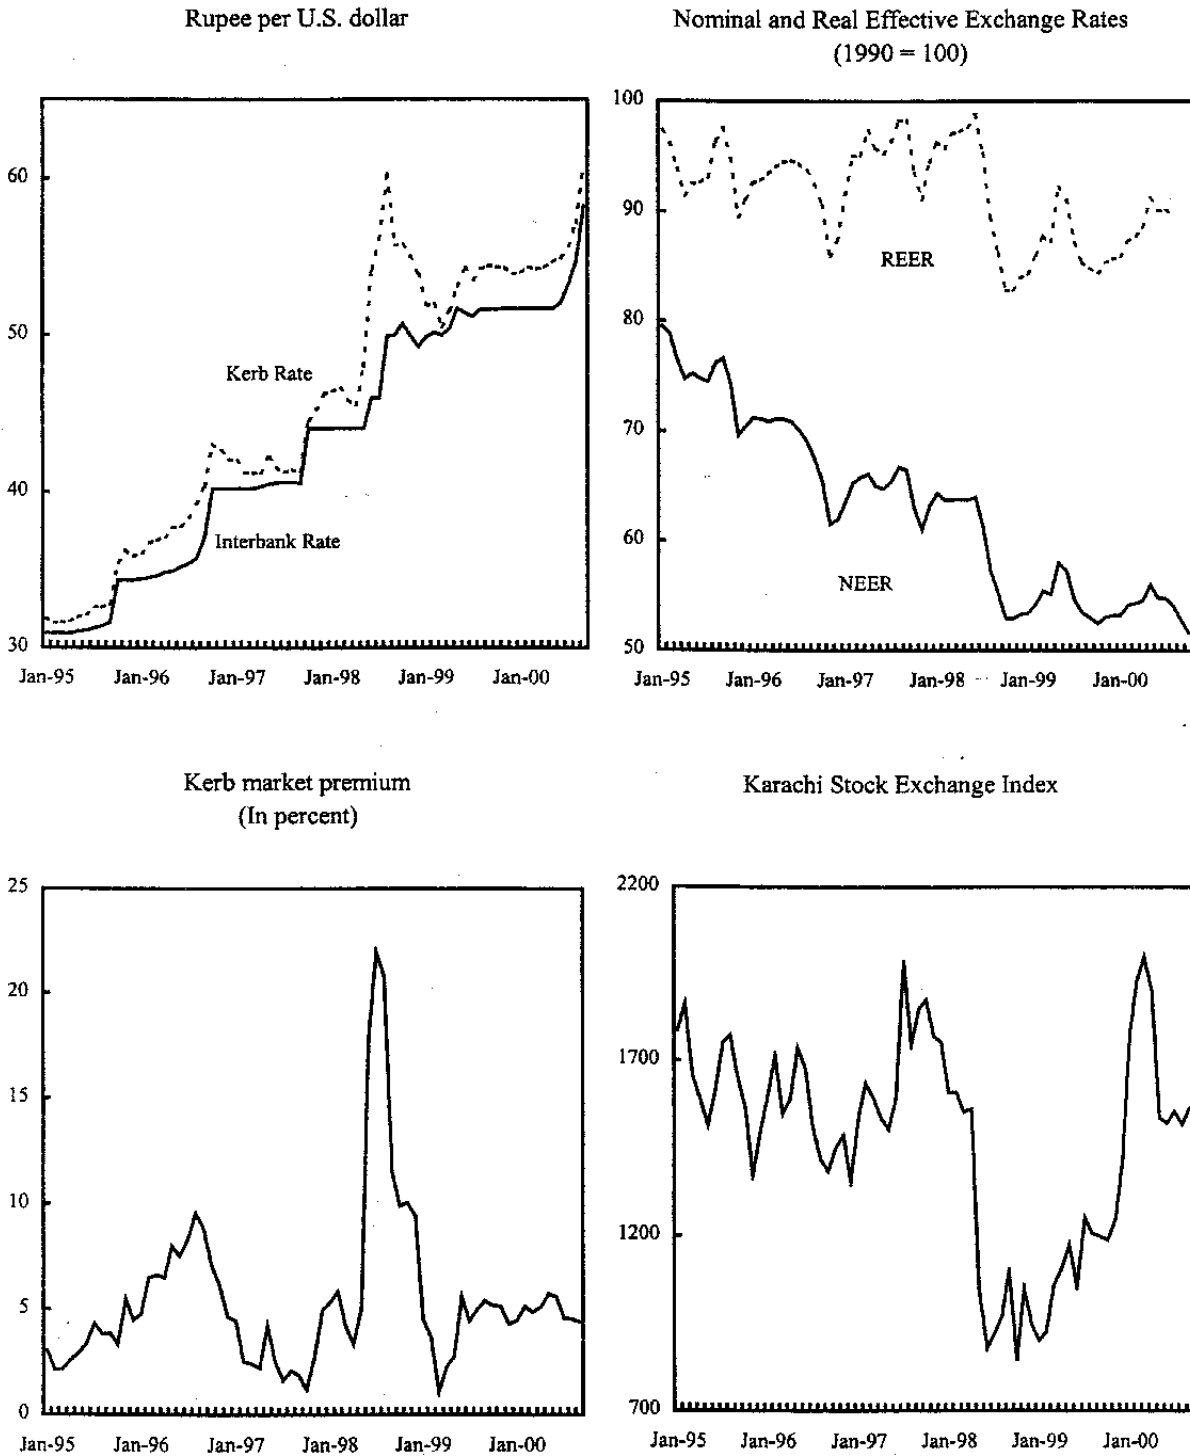 Rupee per U.S. dollar
60
50
40
30
Kerb Rate
Interbank Rate
Jan-95 Jan-96 Jan-97 Jan-98 Jan-99 Jan-00
Nominal and Real Effective Exchange Rates
(1990 = 100)
100
90
80
70
60
50
REER
NEER
Jan-95 Jan-96 Jan-97 Jan-98 Jan-99 Jan-00
Kerb market premium
(In percent)
25
20
15
10
5
0
Jan-95 Jan-96 Jan-97 Jan-98 Jan-99 Jan-00
Karachi Stock Exchange Index
2200
1700
1200
700
Jan-95 Jan-96 Jan-97 Jan-98 Jan-99 Jan-00